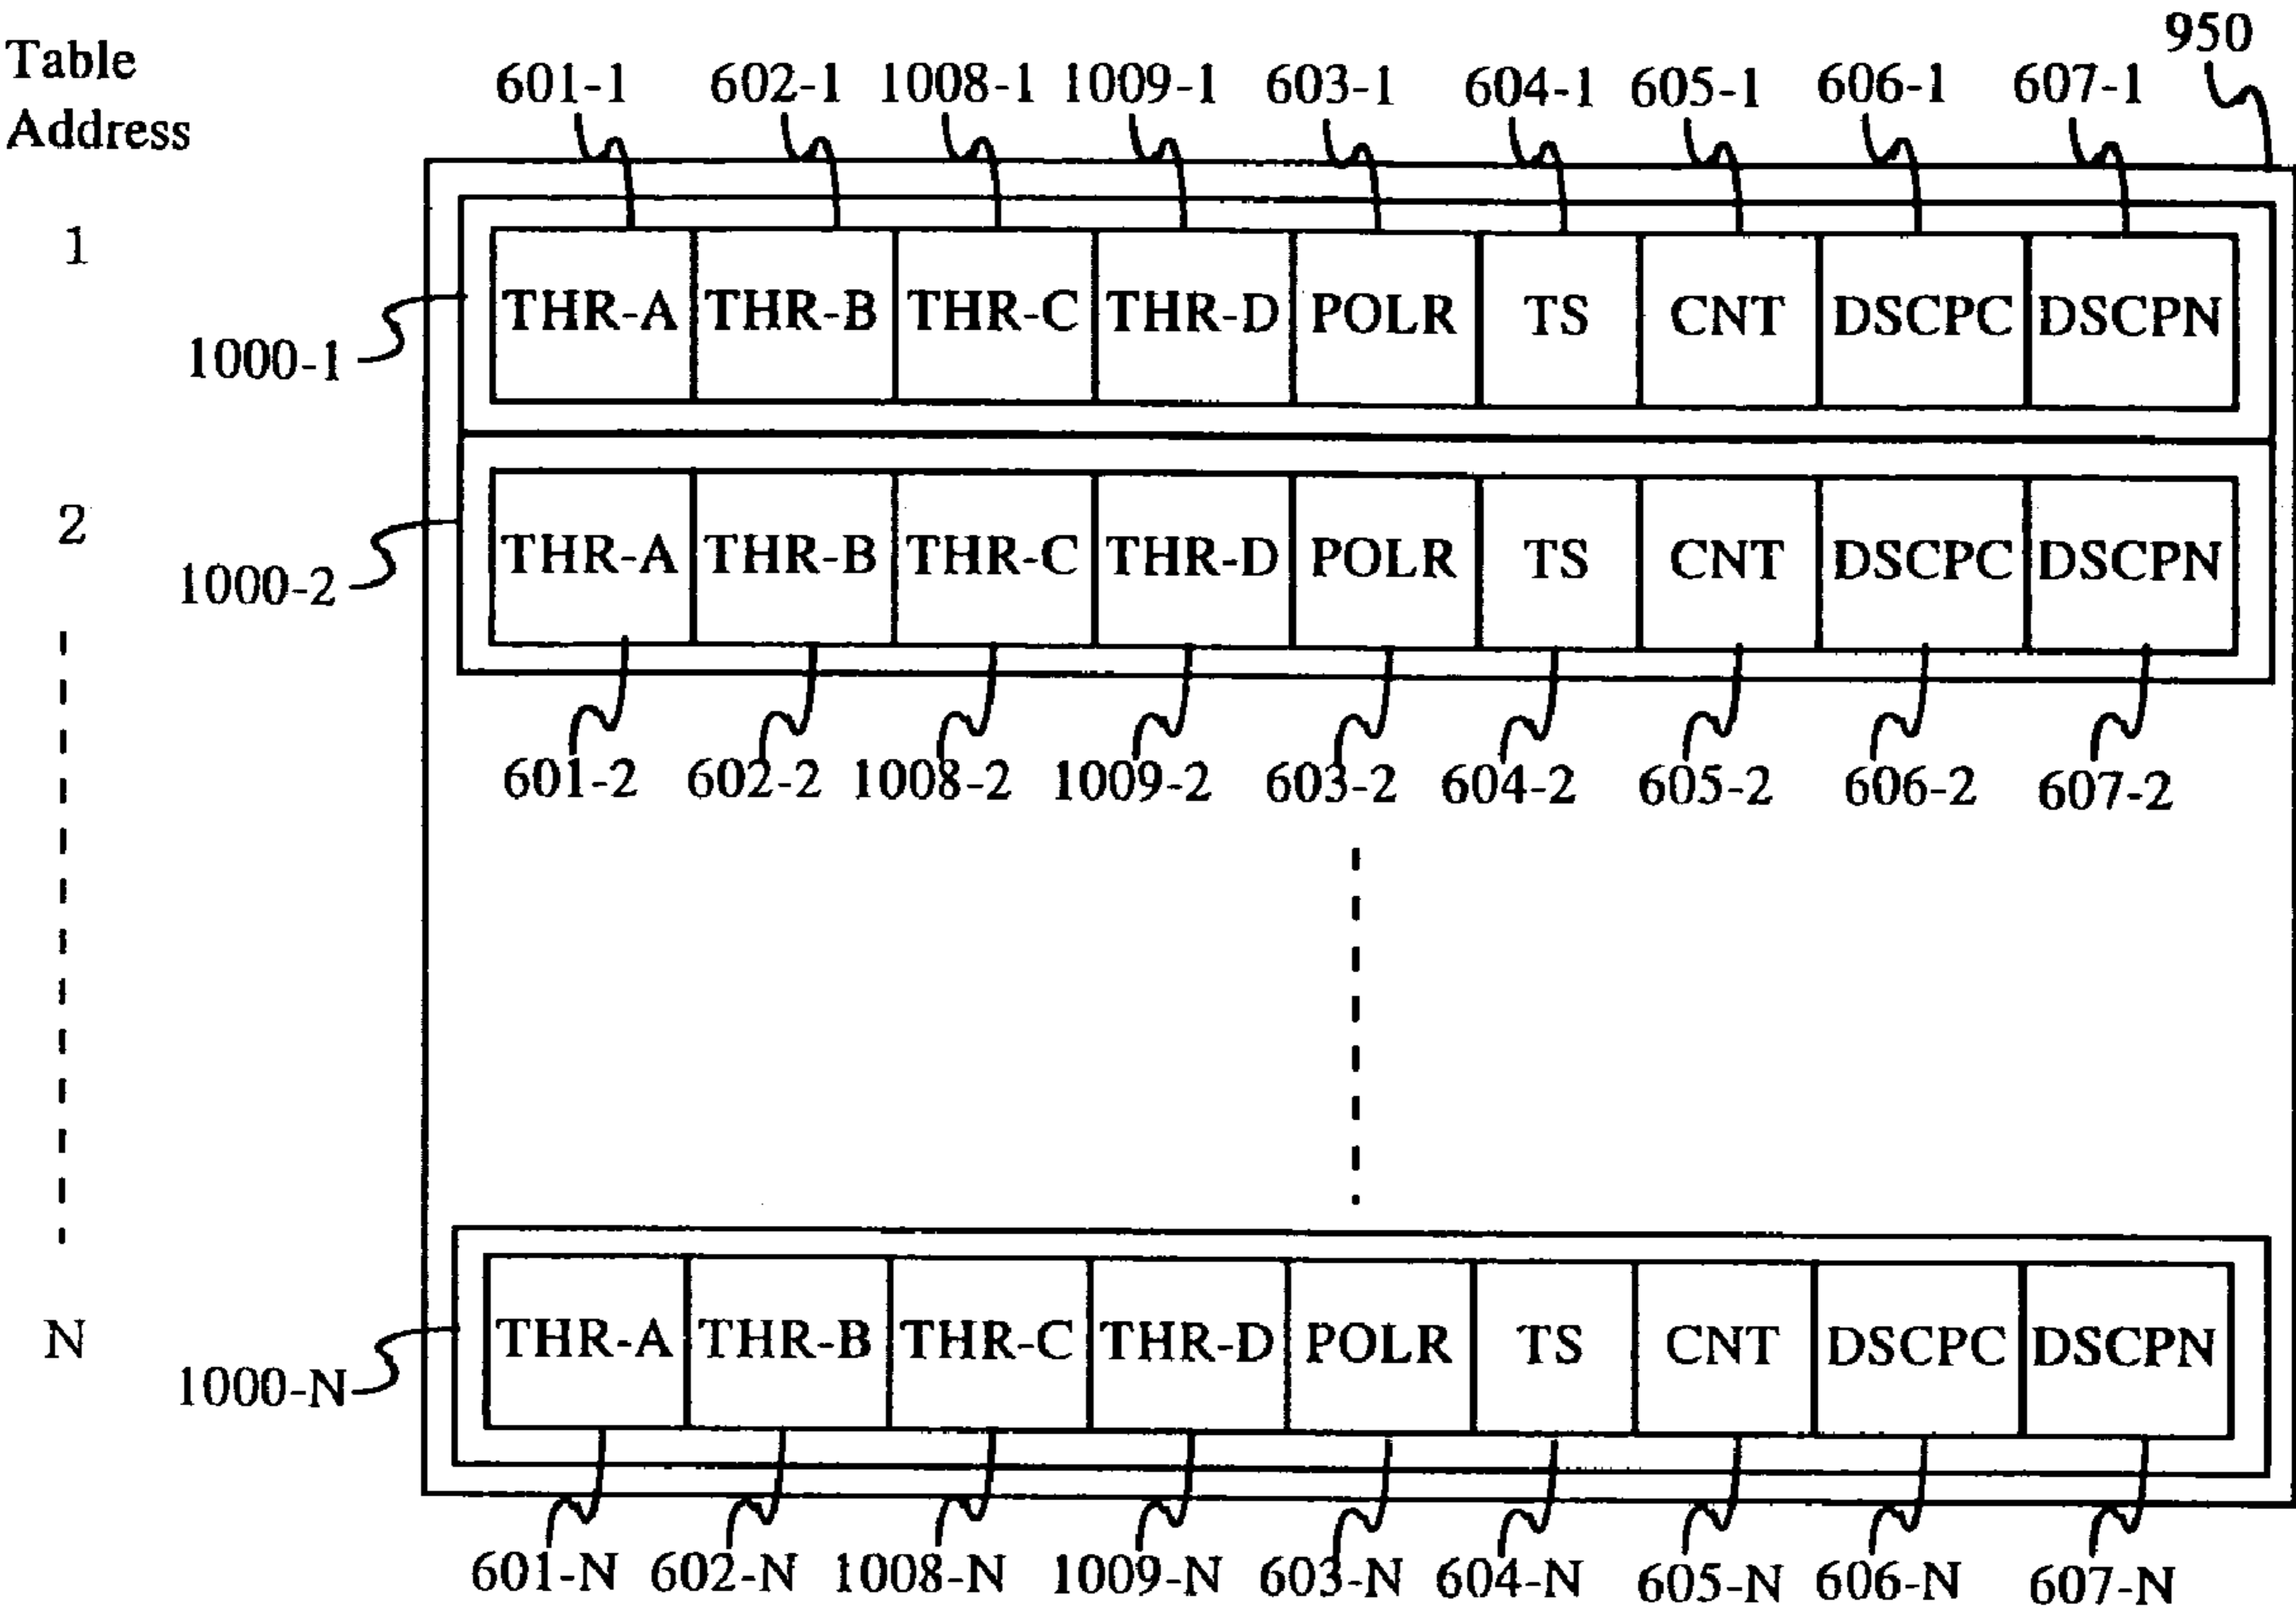 950
Table
Address
601-1 602-1 1008-1 1009-1 603-1 604-1 605-1 606-1 607-1
1
THR-A THR-B THR-C THR-D POLR TS CNT DSCPC DSCPN
1000-1
2
THR-A THR-B THR-C THR-D POLR TS CNT DSCPC DSCPN
1000-2
601-2 602-2 1008-2 1009-2 603-2 604-2 605-2 606-2 607-2
N
THR-A THR-B THR-C THR-D POLR TS CNT DSCPC DSCPN
1000-N
601-N 602-N 1008-N 1009-N 603-N 604-N 605-N 606-N 607-N